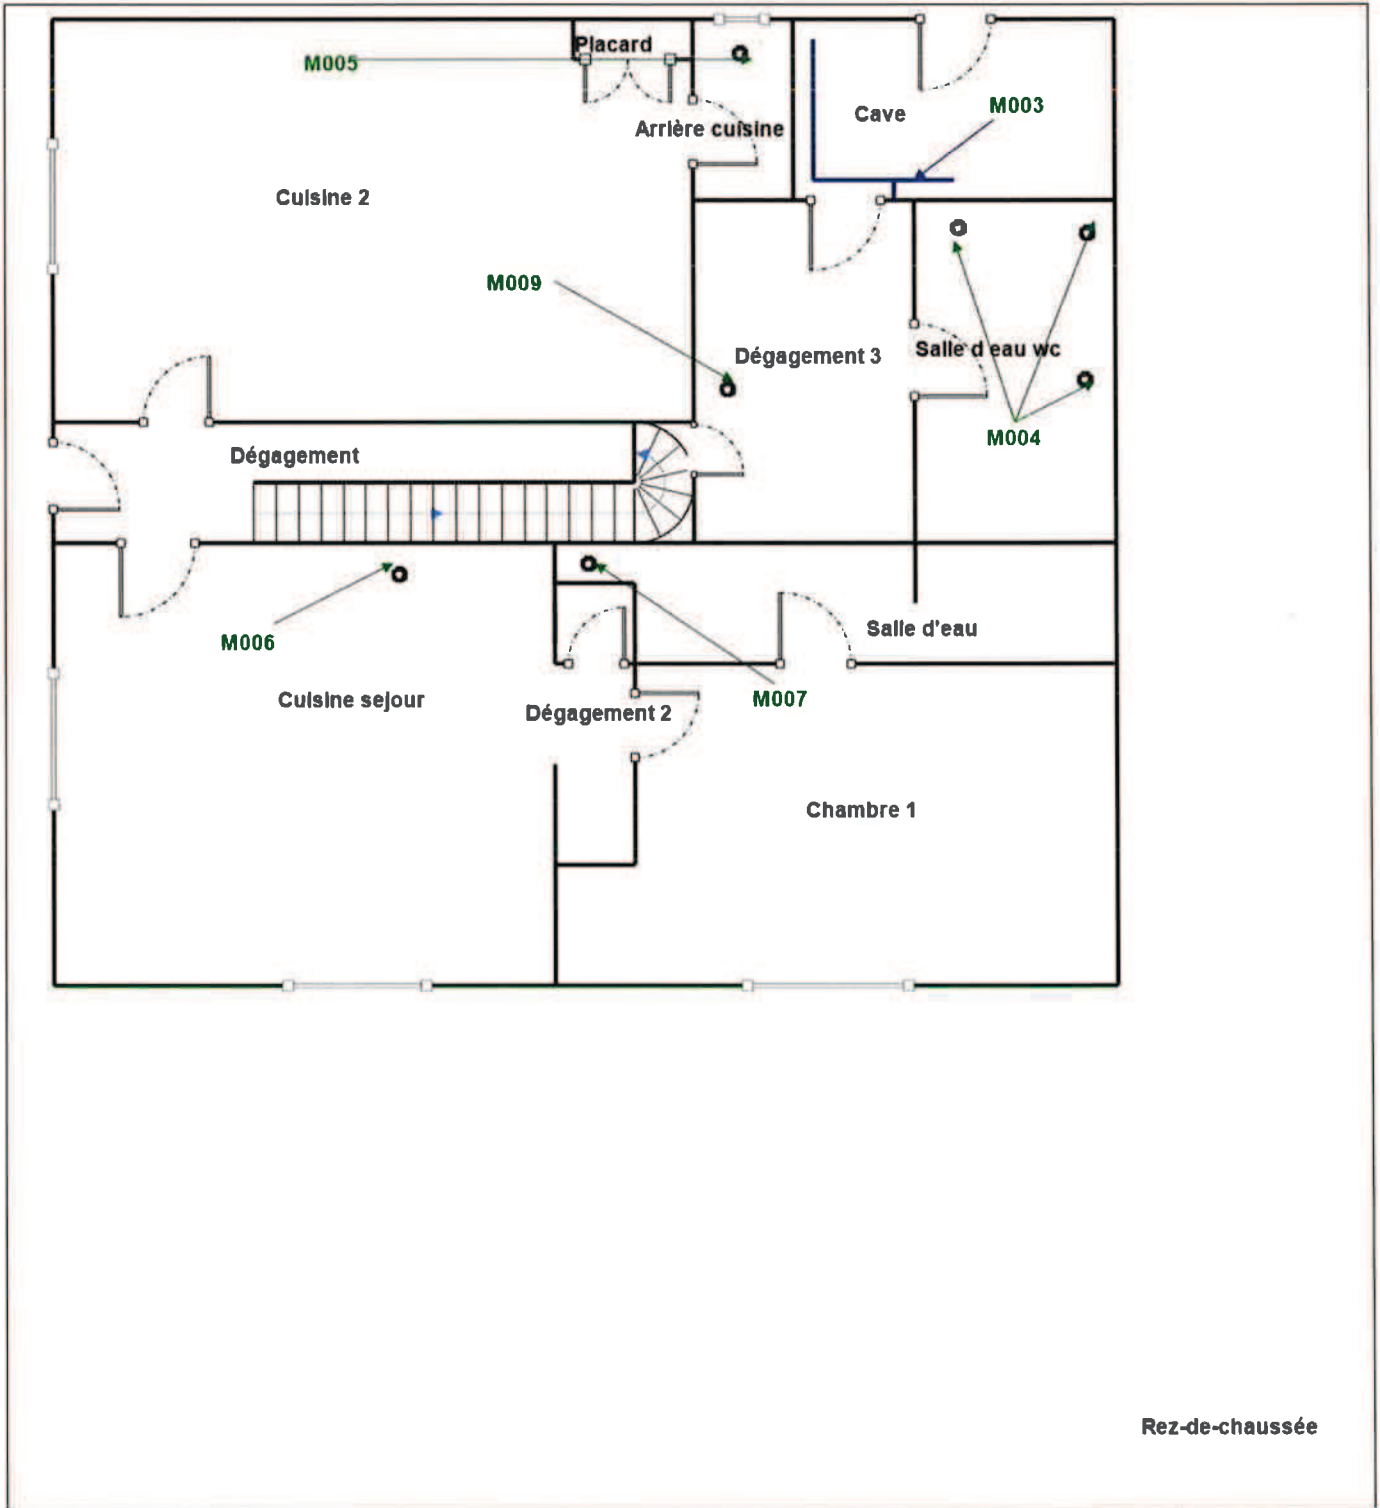 Placard
M005
M003
Cave
Arrière cuisine
Cuisine 2
M009
Salle d eau wc
Dégagement 3
M004
Dégagement
Salle d'eau
M006
Cuisine sejour
M007
Dégagement 2
Chambre 1
Rez-de-chaussée